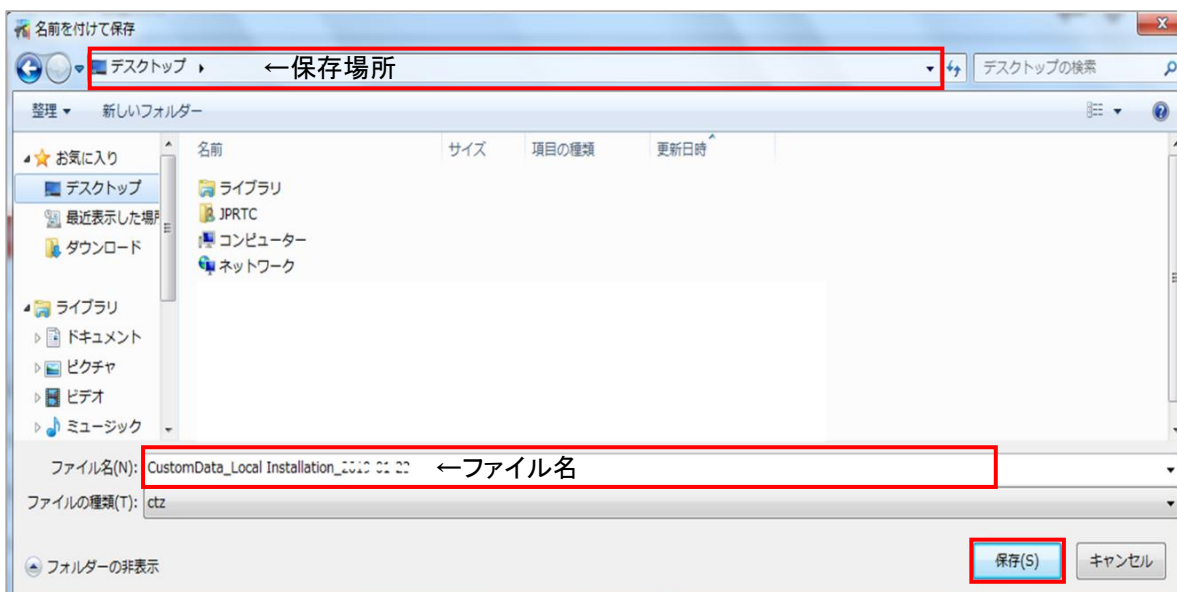 名前を付けて保存
デスクトップ ←保存場所 デスクトップの検索
整理 新しいフォルダー
お気に入り
デスクトップ
最近表示した場所
ダウンロード
ライブラリ
ドキュメント
ピクチャ
ビデオ
ミュージック
名前 サイズ 項目の種類 更新日時
ライブラリ
JPRTC
コンピューター
ネットワーク
ファイル名(N): CustomData_Local Installation_ ←ファイル名
ファイルの種類(T): ctz
フォルダーの非表示 保存(S) キャンセル